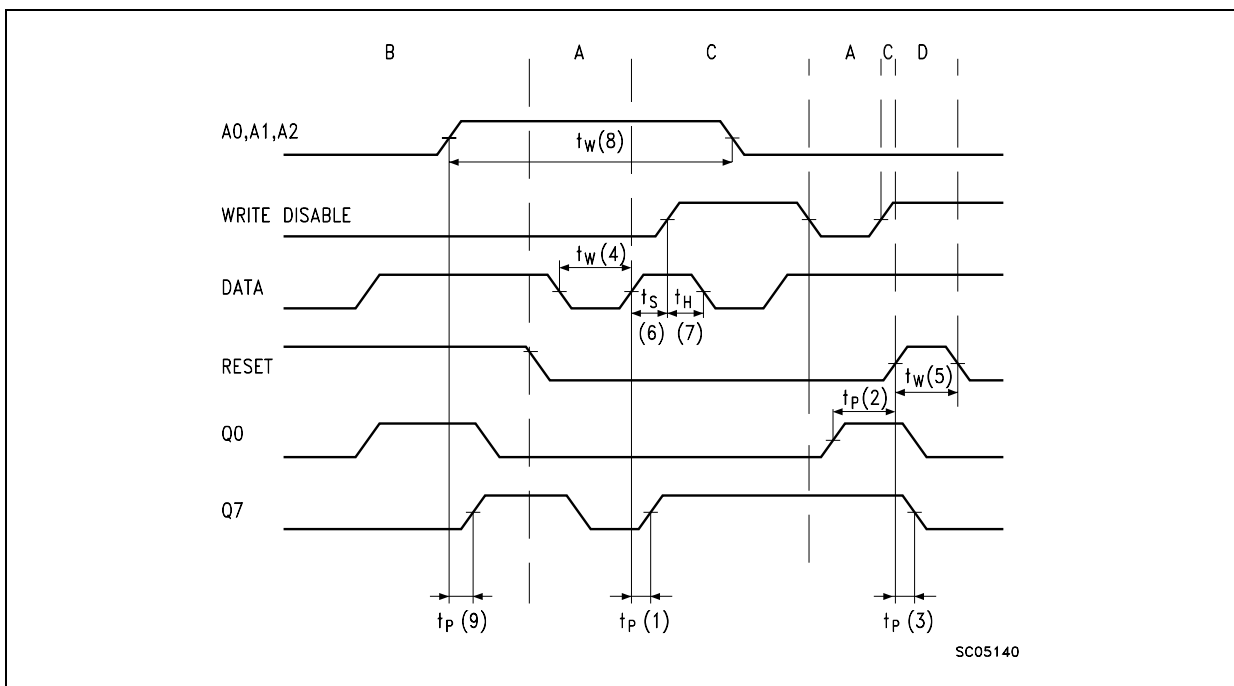 B A C A C D
A0,A1,A2
tW(8)
WRITE DISABLE
tW(4)
DATA
tS tH
(6) (7)
RESET
tW(5)
tP(2)
Q0
Q7
tP(9) tP(1) tP(3)
SC05140